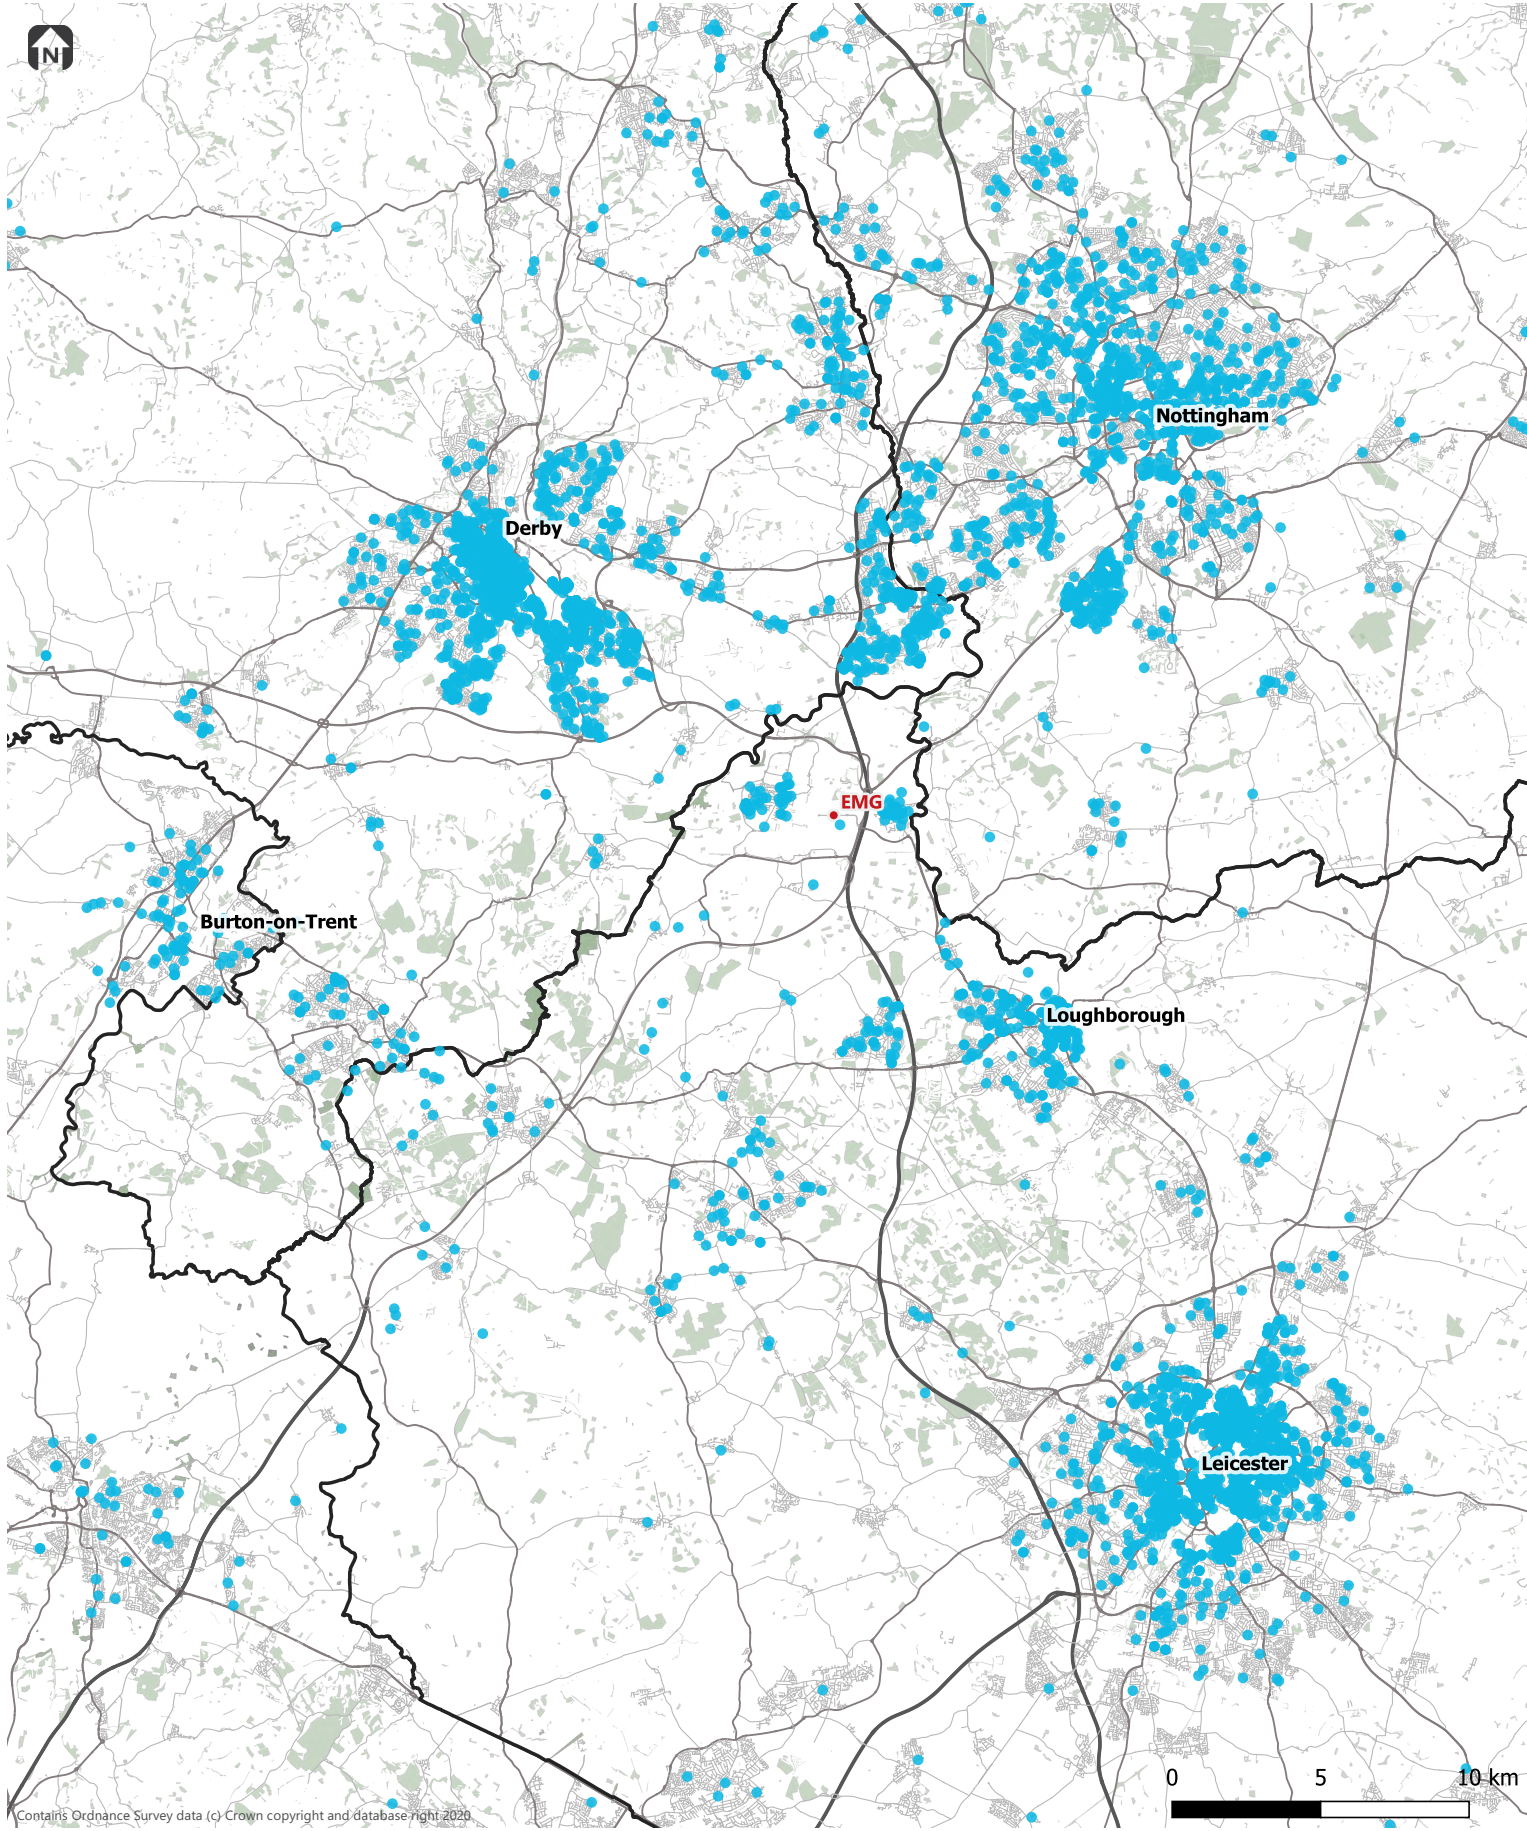 N
Nottingham
Derby
EMG
Burton-on-Trent
Loughborough
Leicester
0 5 10 km
Contains Ordnance Survey data (c) Crown copyright and database right 2020